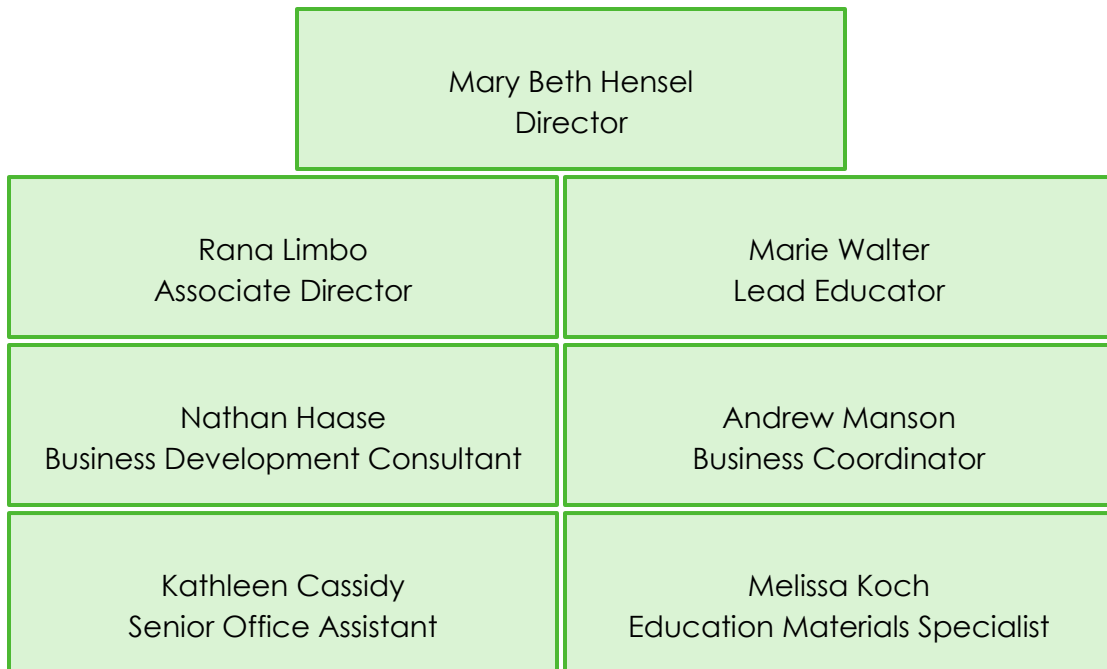 Mary Beth Hensel
Director
Rana Limbo
Associate Director
Marie Walter
Lead Educator
Nathan Haase
Business Development Consultant
Andrew Manson
Business Coordinator
Kathleen Cassidy
Senior Office Assistant
Melissa Koch
Education Materials Specialist